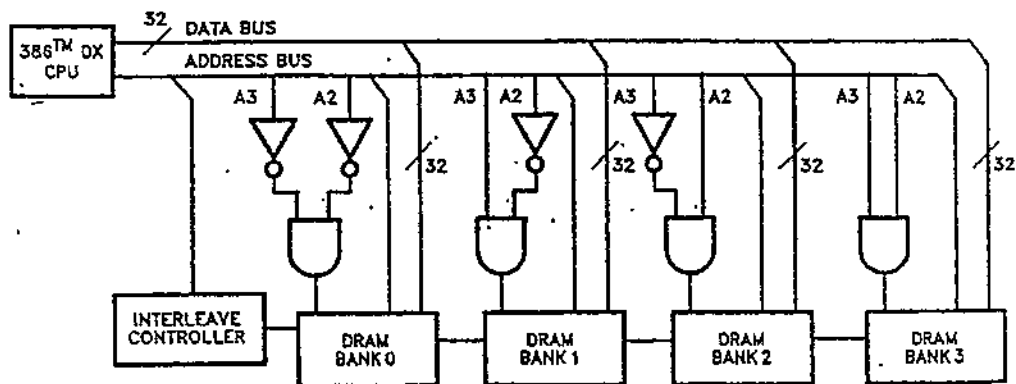 32
DATA BUS
386™ DX
CPU
ADDRESS BUS
A3 A2 A3 A2 A3 A2 A3 A2
32 32 32 32
INTERLEAVE
CONTROLLER
DRAM
BANK 0
DRAM
BANK 1
DRAM
BANK 2
DRAM
BANK 3